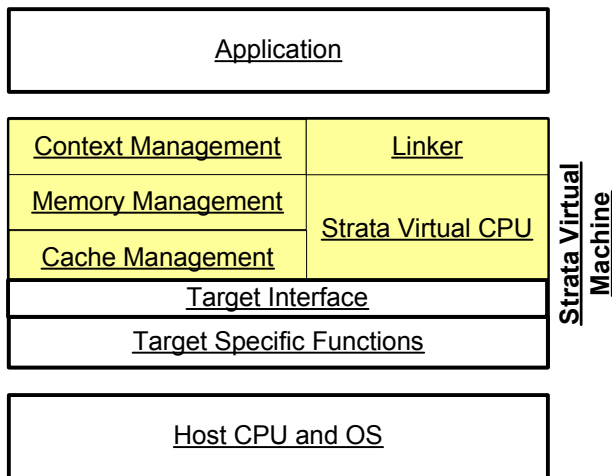 Application
Context Management
Linker
Memory Management
Strata Virtual CPU
Cache Management
Target Interface
Target Specific Functions
Strata Virtual
Machine
Host CPU and OS